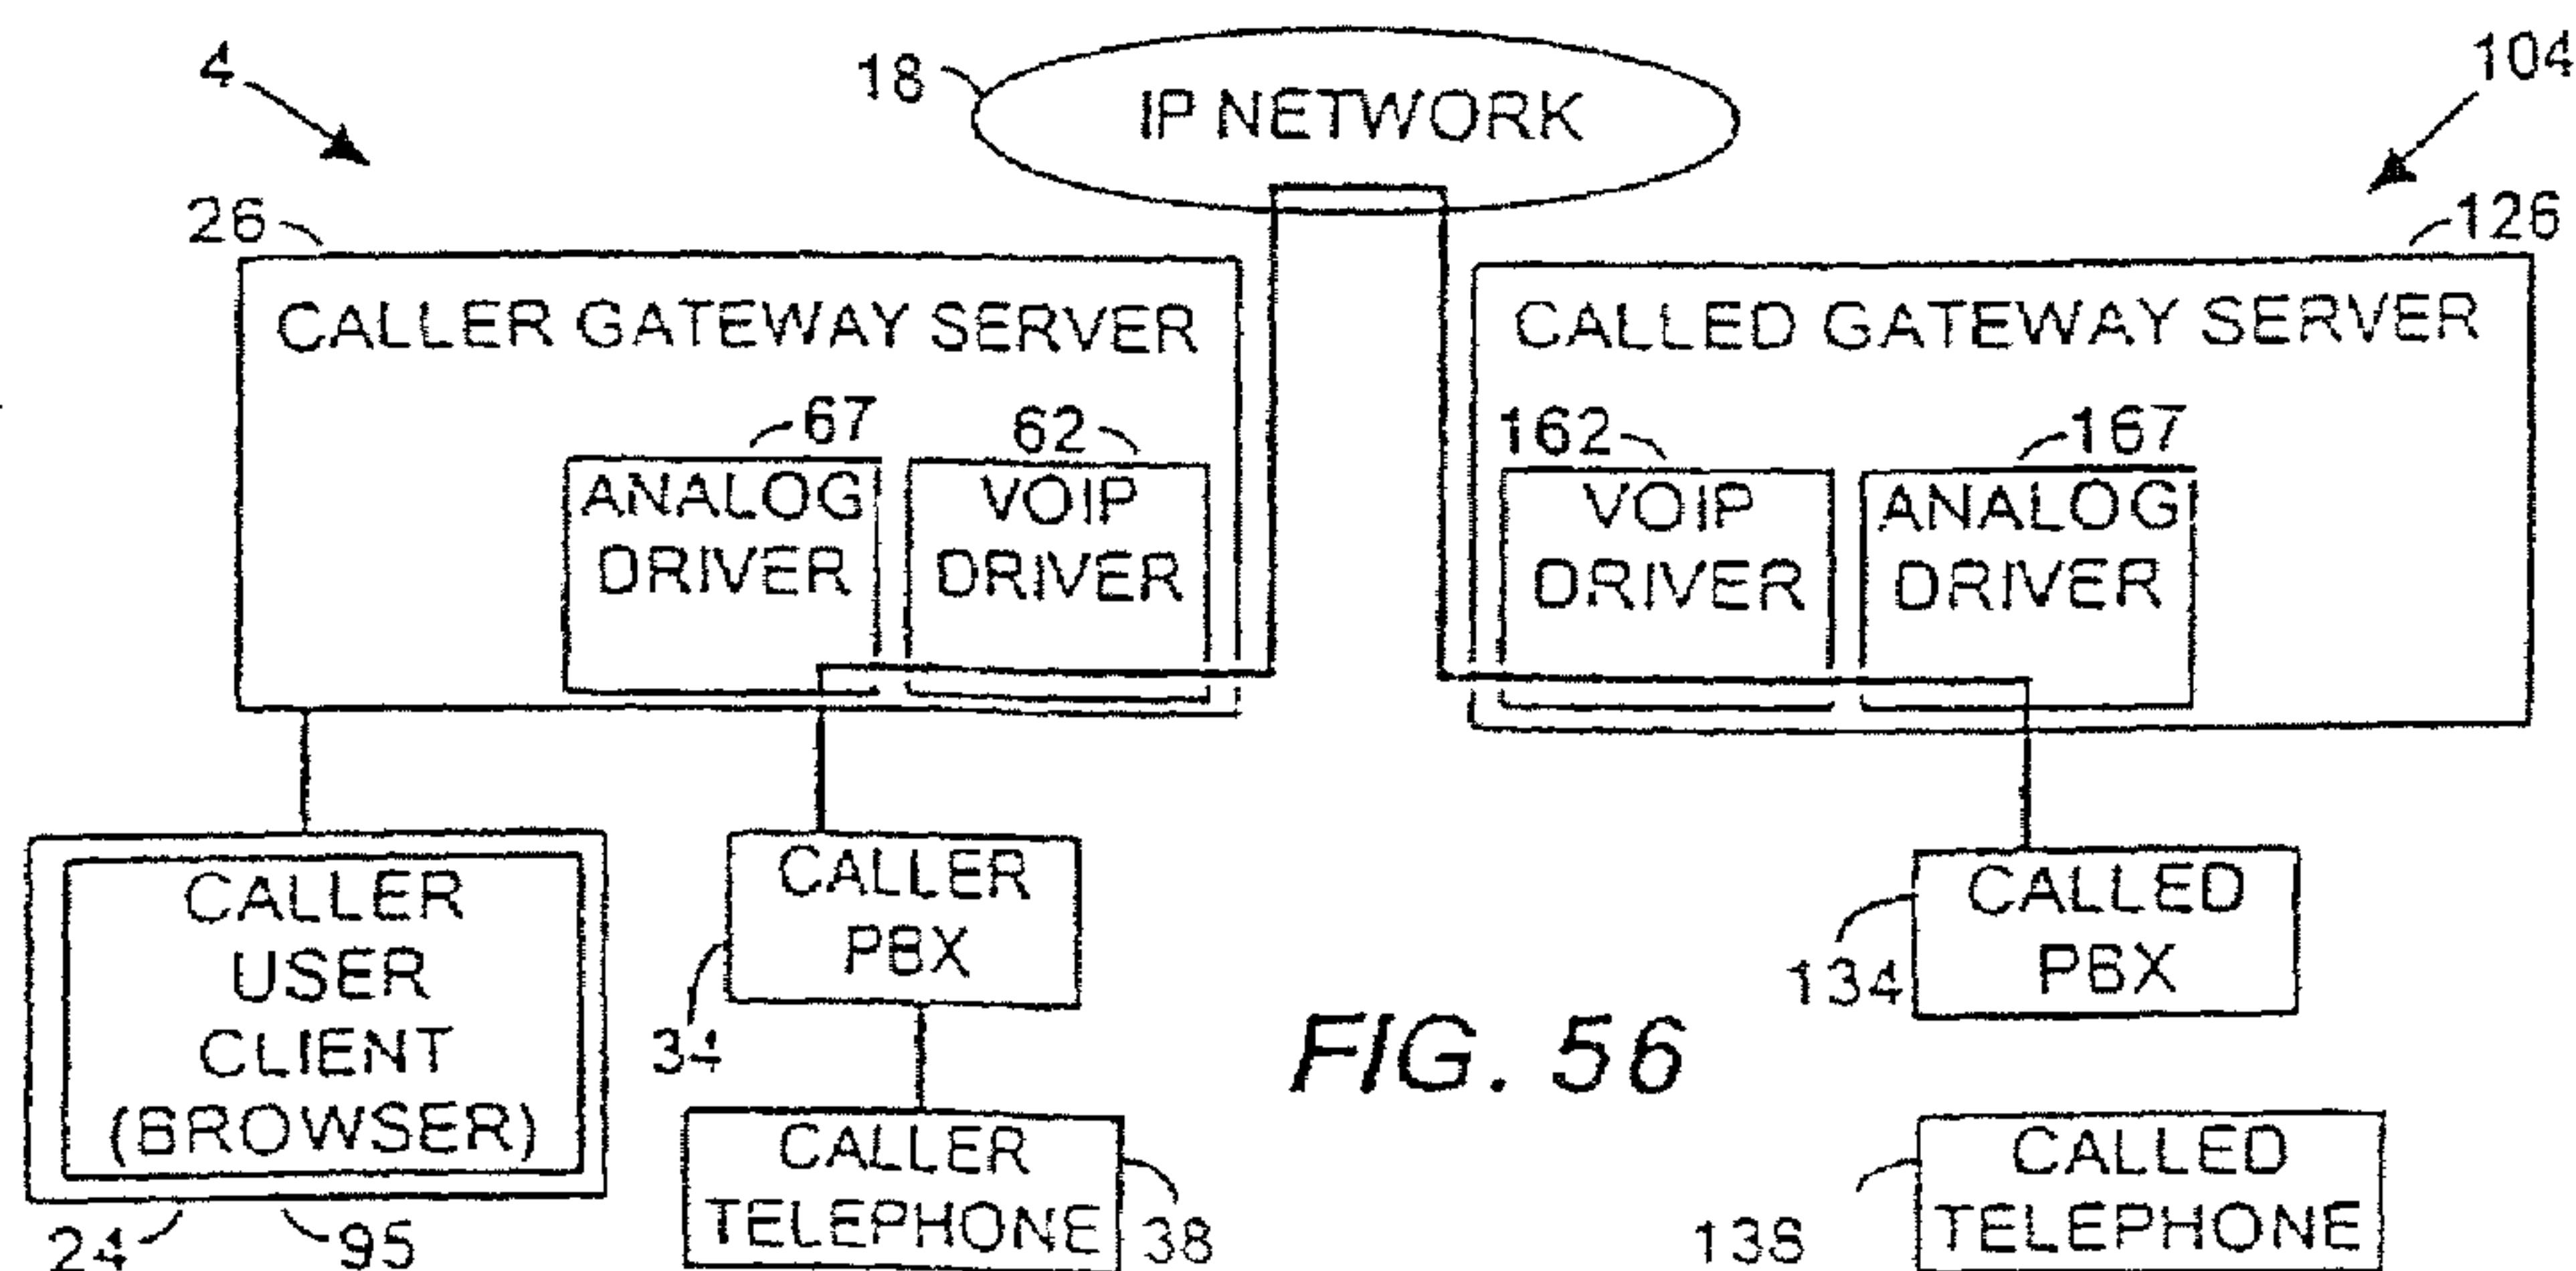 4
18
IP NETWORK
104
26
126
CALLER GATEWAY SERVER
CALLED GATEWAY SERVER
67
62
162
167
ANALOG
DRIVER
VOIP
DRIVER
VOIP
DRIVER
ANALOG
DRIVER
CALLER
USER
CLIENT
(BROWSER)
CALLER
PBX
CALLED
PBX
34
134
FIG. 56
CALLER
TELEPHONE
CALLED
TELEPHONE
24
95
38
138